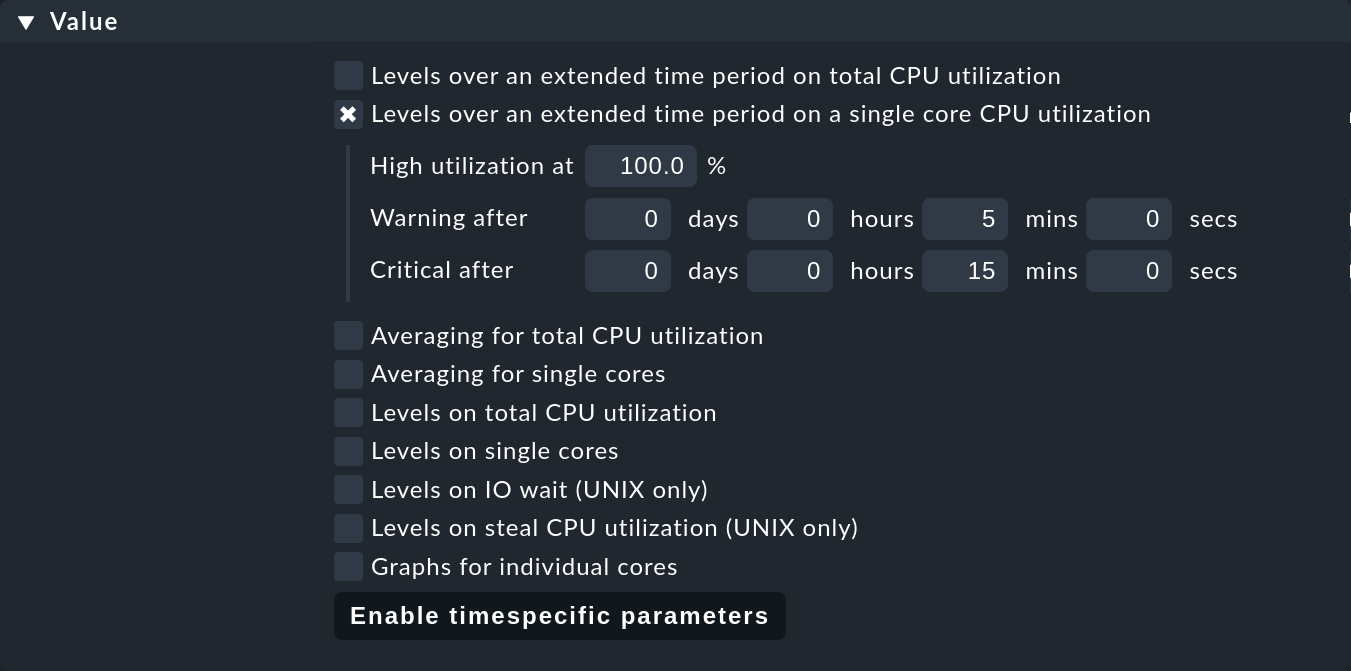 Value
Levels over an extended time period on total CPU utilization
Levels over an extended time period on a single core CPU utilization
High utilization at 100.0 %
Warning after 0 days 0 hours 5 mins 0 secs
Critical after 0 days 0 hours 15 mins 0 secs
Averaging for total CPU utilization
Averaging for single cores
Levels on total CPU utilization
Levels on single cores
Levels on IO wait (UNIX only)
Levels on steal CPU utilization (UNIX only)
Graphs for individual cores
Enable timespecific parameters